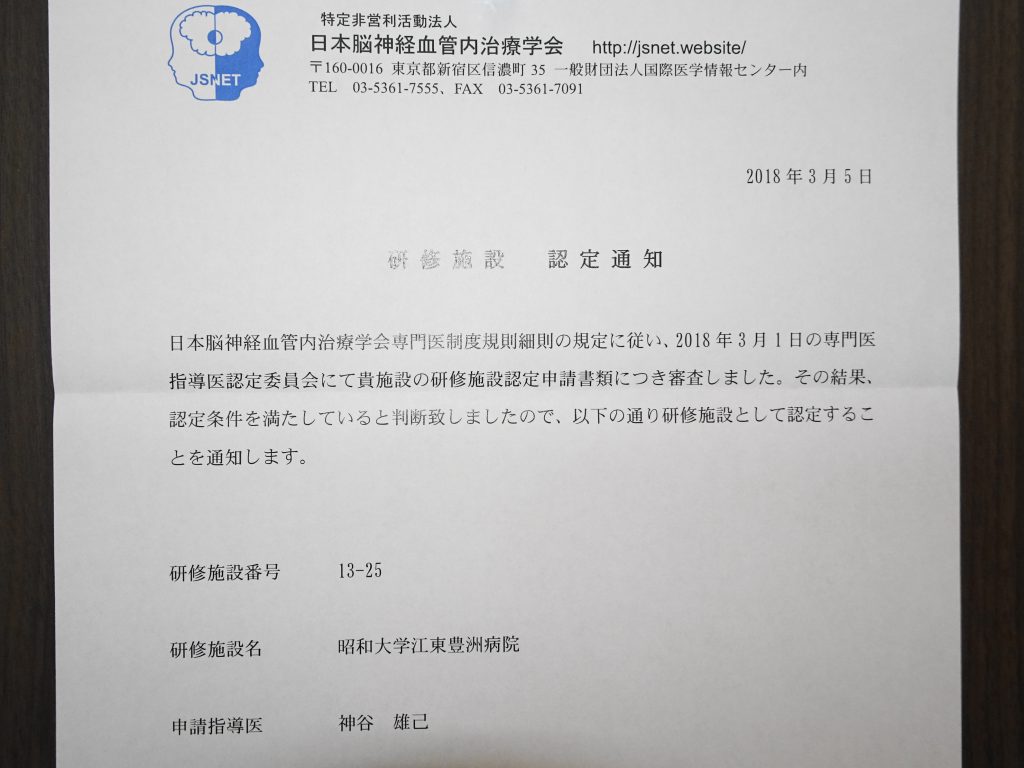 JSNET
特定非営利活動法人
日本脳神経血管内治療学会 http://jsnet.website/
〒160-0016 東京都新宿区信濃町 35 一般財団法人国際医学情報センター内
TEL 03-5361-7555、FAX 03-5361-7091
2018 年 3 月 5 日
研修施設 認定通知
日本脳神経血管内治療学会専門医制度規則細則の規定に従い、2018 年 3 月 1 日の専門医
指導医認定委員会にて貴施設の研修施設認定申請書類につき審査しました。その結果、
認定条件を満たしていると判断致しましたので、以下の通り研修施設として認定するこ
とを通知します。
研修施設番号 13-25
研修施設名 昭和大学江東豊洲病院
申請指導医 神谷 雄己